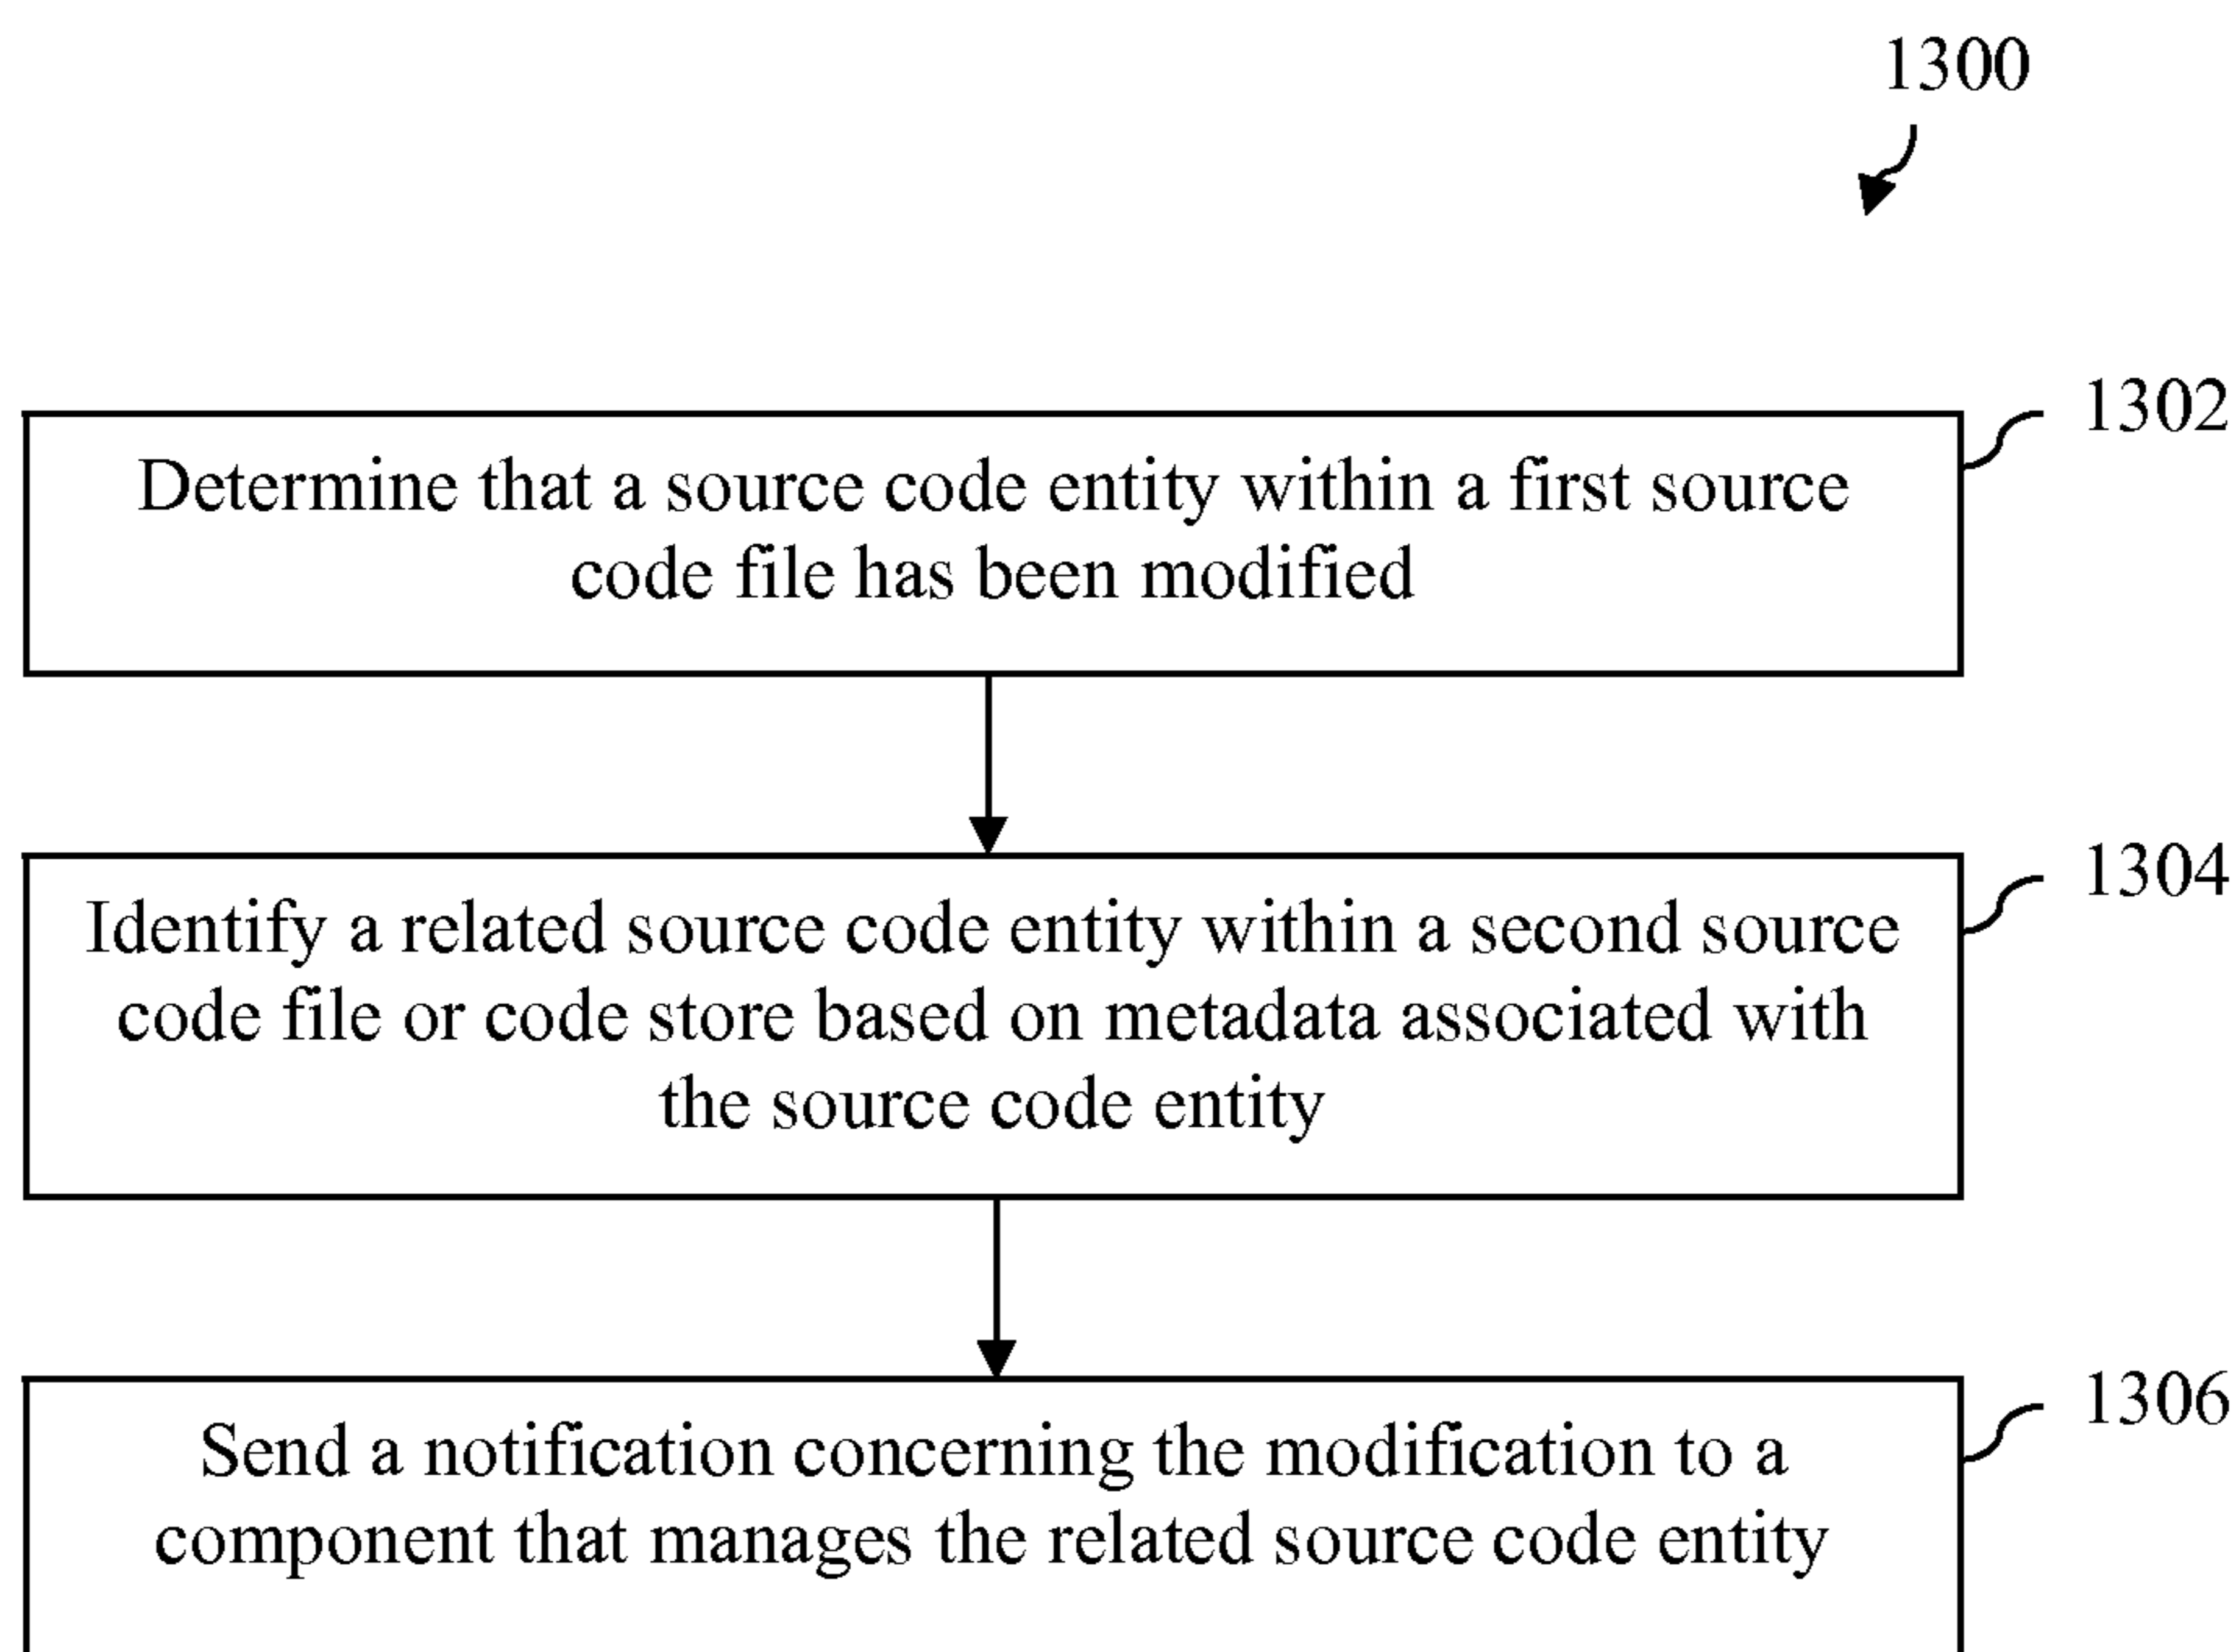 1300
1302
Determine that a source code entity within a first source
code file has been modified
1304
Identify a related source code entity within a second source
code file or code store based on metadata associated with
the source code entity
1306
Send a notification concerning the modification to a
component that manages the related source code entity